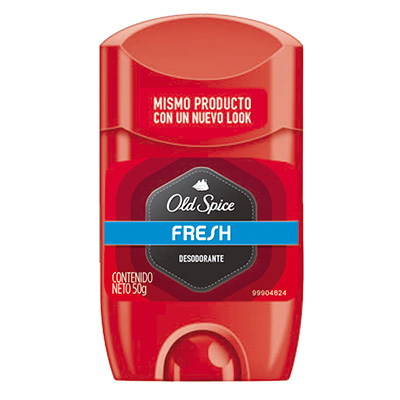 MISMO PRODUCTO
CON UN NUEVO LOOK
Old Spice
FRESH
DESODORANTE
CONTENIDO
NETO 50g
99904824